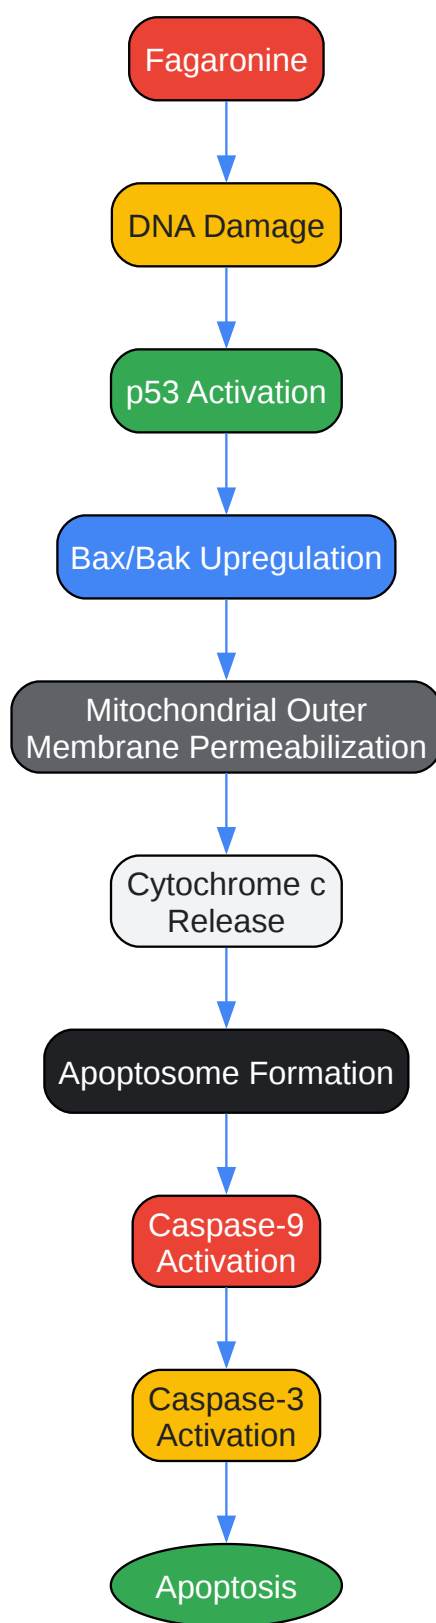 Fagaronine
DNA Damage
p53 Activation
Bax/Bak Upregulation
Mitochondrial Outer
Membrane Permeabilization
Cytochrome c
Release
Apoptosome Formation
Caspase-9
Activation
Caspase-3
Activation
Apoptosis